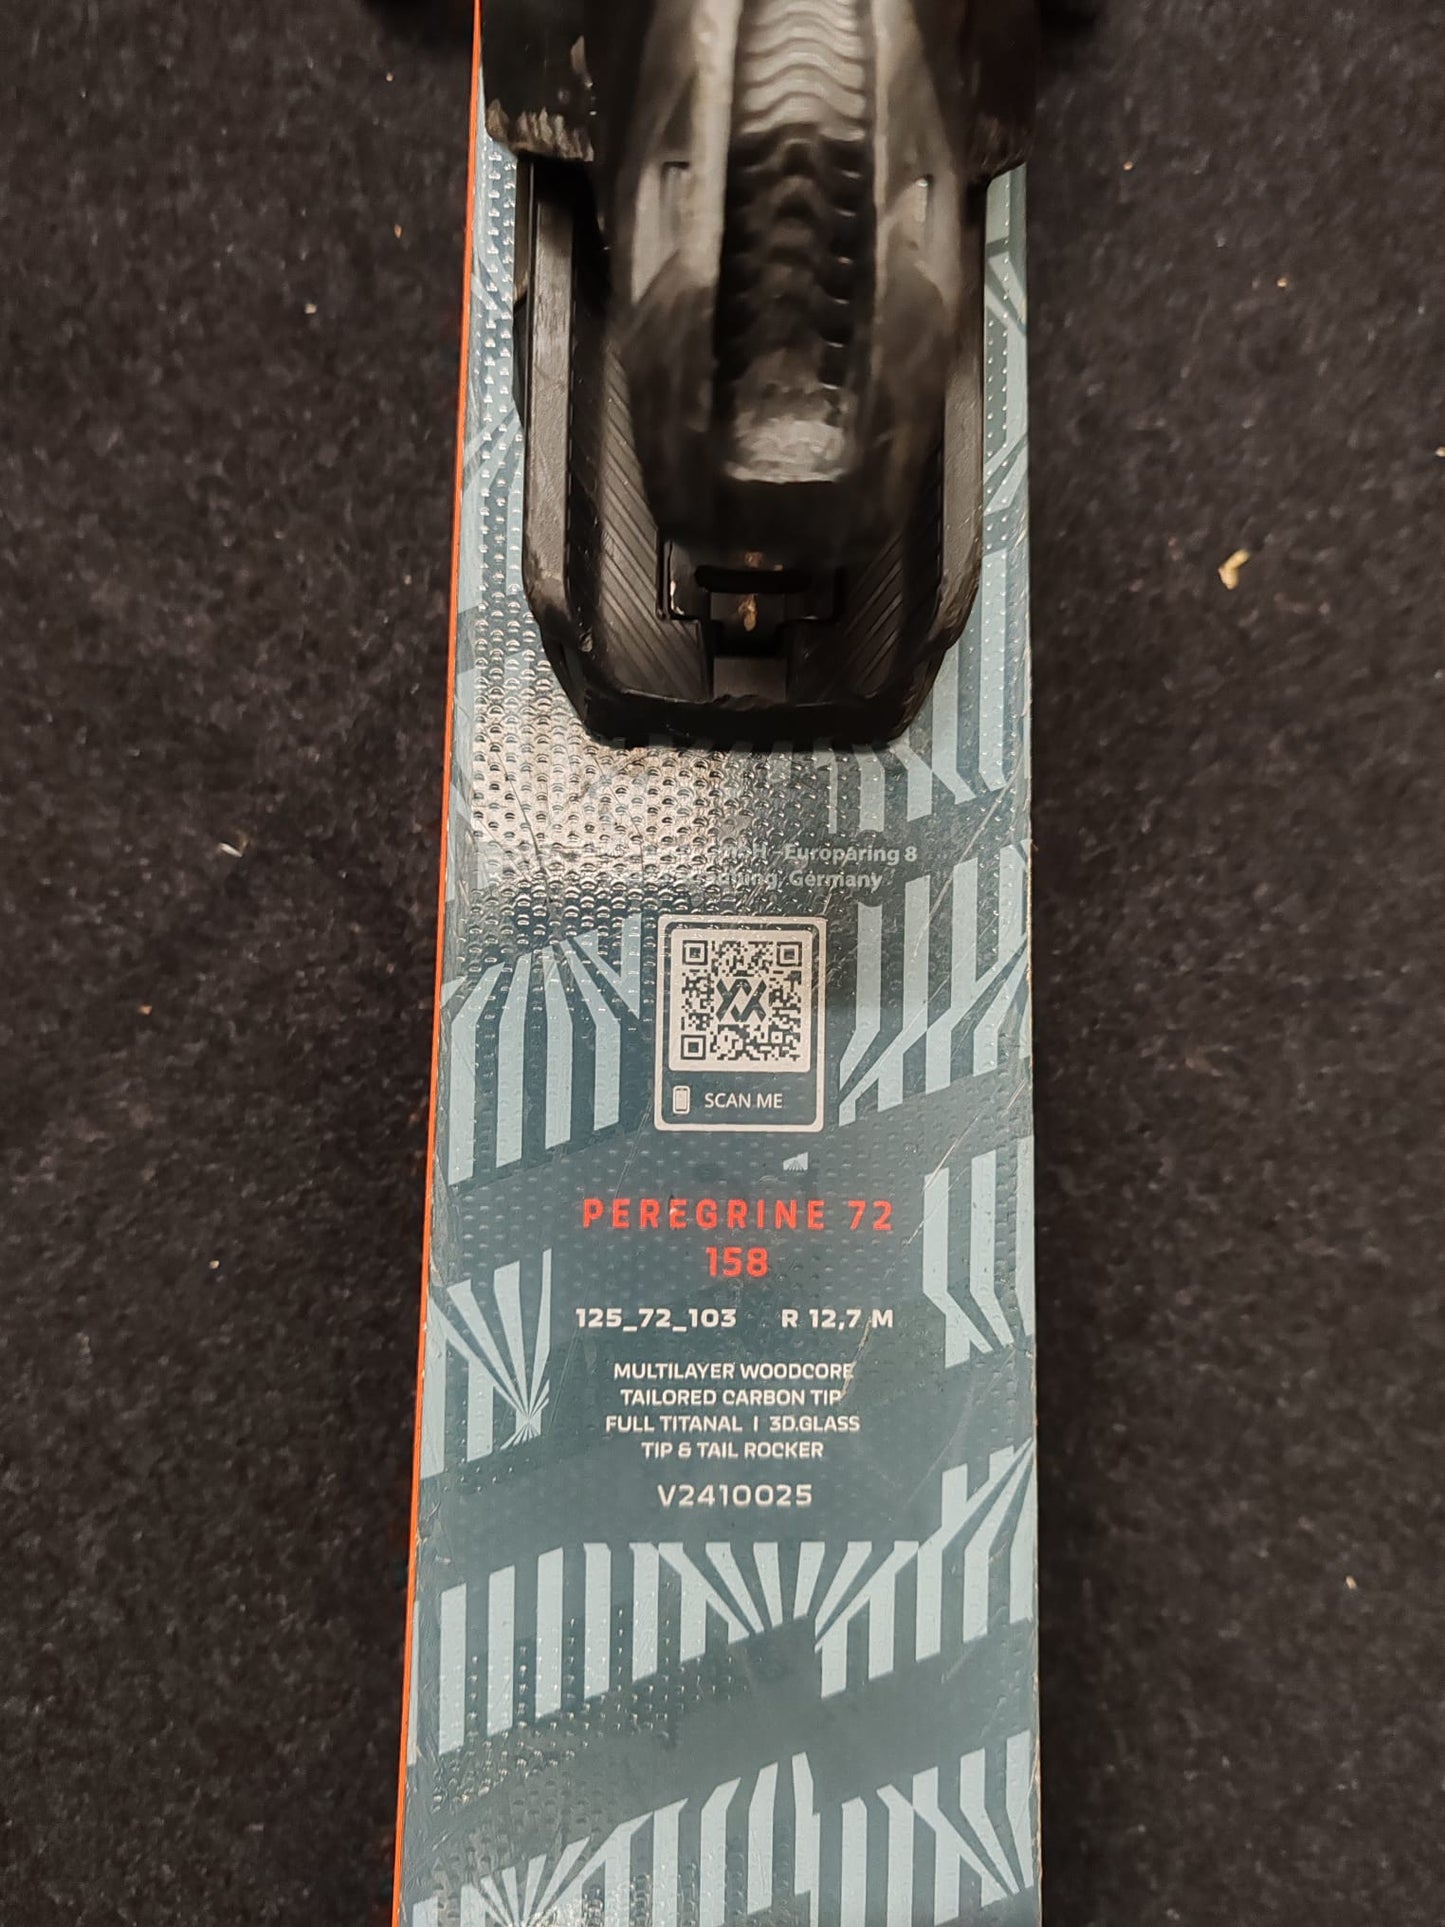 Europaring 8
Germany
SCAN ME
PEREGRINE 72
158
125_72_103 R 12,7 M
MULTILAYER WOODCORE
TAILORED CARBON TIP
FULL TITANAL I 3D.GLASS
TIP & TAIL ROCKER
V2410025